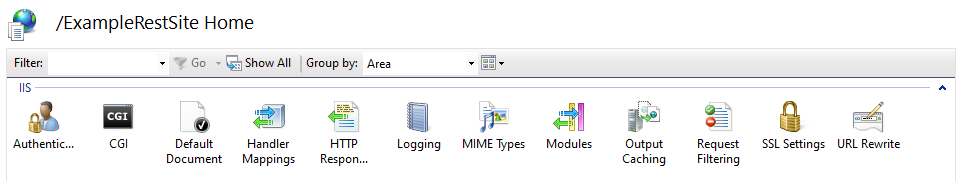 /ExampleRestSite Home
Filter: Go Show All Group by: Area
IIS
Authentic... CGI Default Document Handler Mappings HTTP Respon... Logging MIME Types Modules Output Caching Request Filtering SSL Settings URL Rewrite